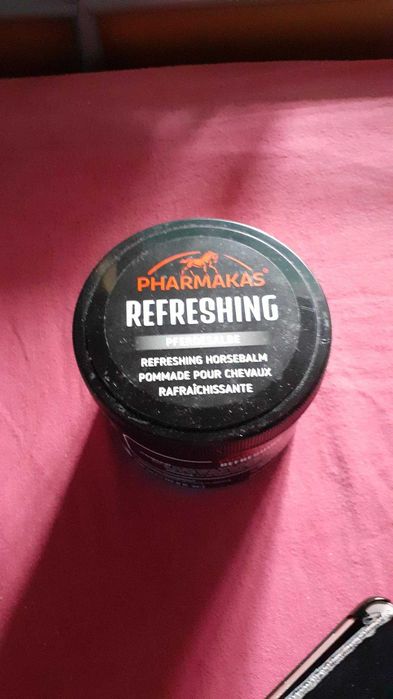 PHARMAKAS®
REFRESHING
PFERDESALBE
REFRESHING HORSEBALM
POMMADE POUR CHEVAUX
RAFRAÎCHISSANTE